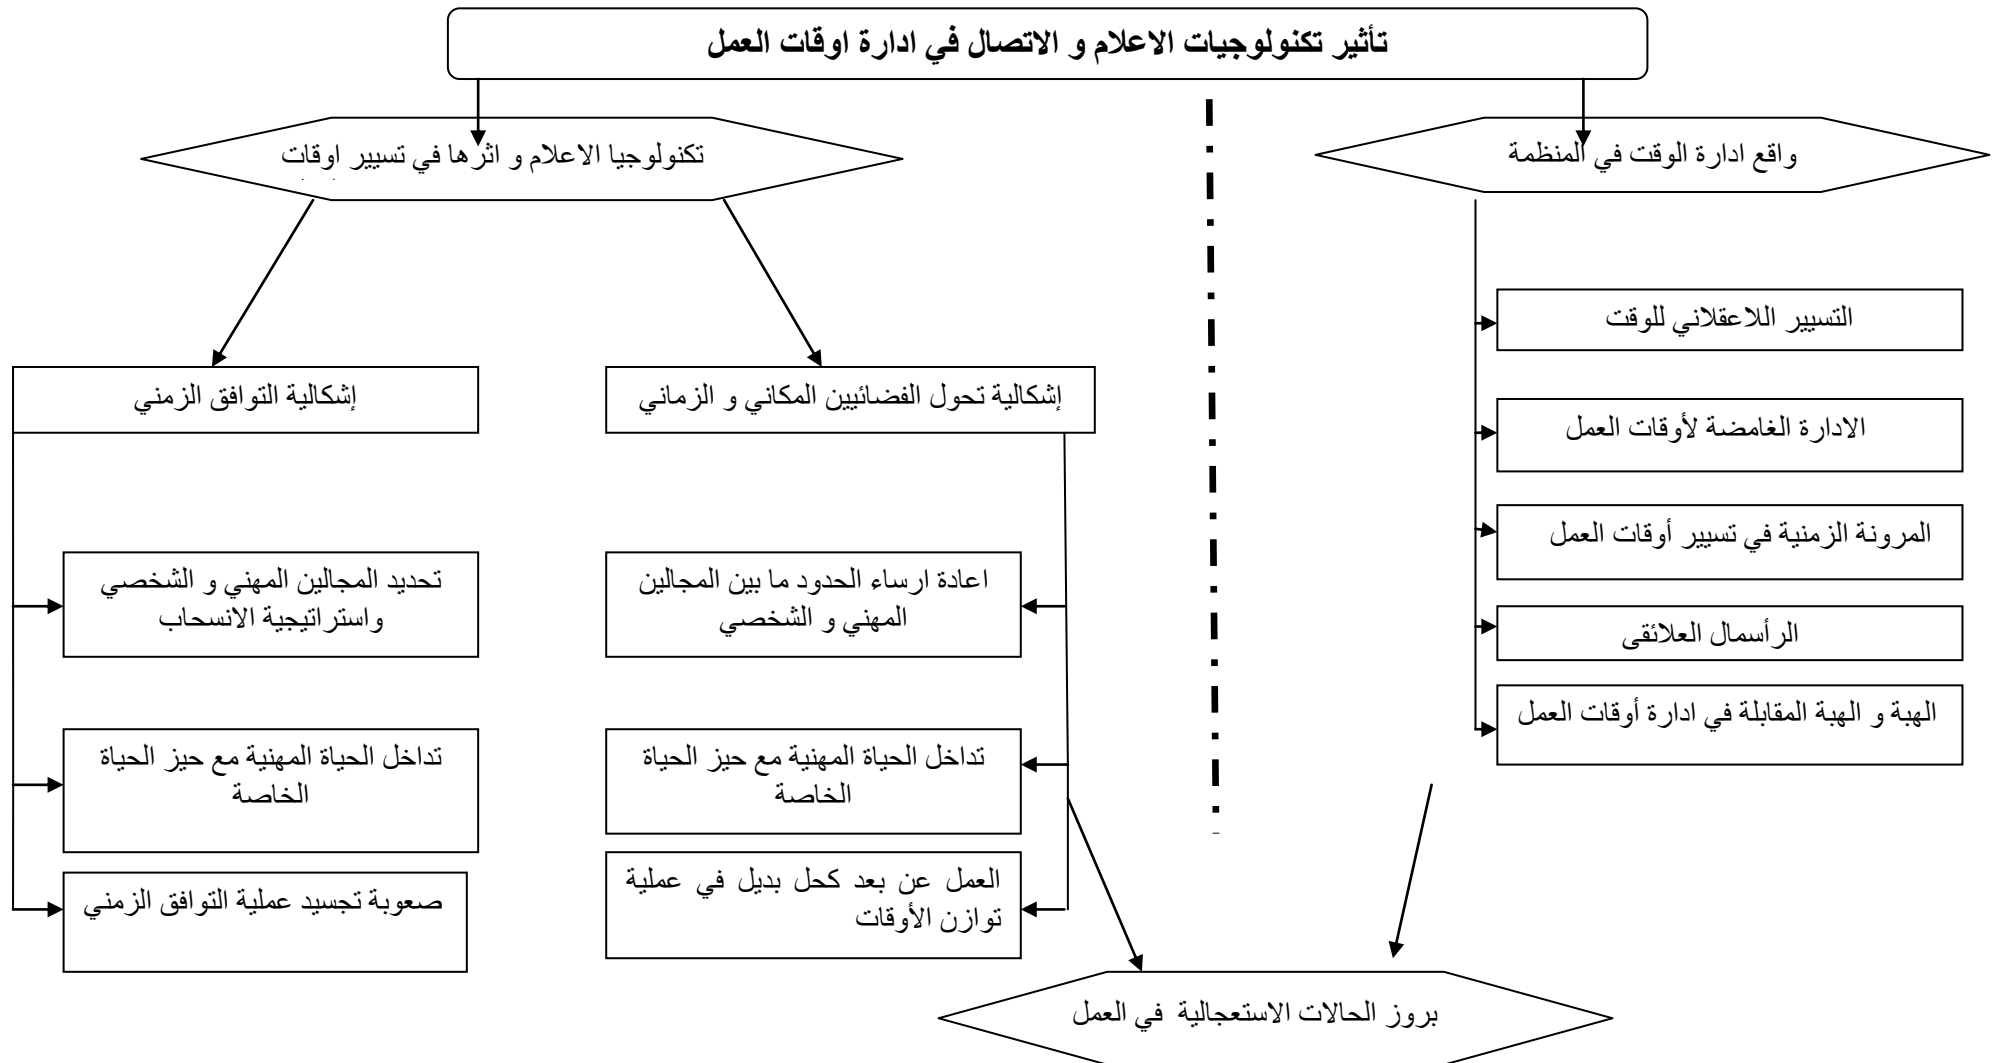 تأثير تكنولوجيات الاعلام و الاتصال في ادارة اوقات العمل
واقع ادارة الوقت في المنظمة
تكنولوجيا الاعلام و اثرها في تسيير اوقات
التسيير اللاعقلاني للوقت
الادارة الغامضة لأوقات العمل
المرونة الزمنية في تسيير أوقات العمل
الرأسمال العلائقى
الهبة و الهبة المقابلة في ادارة أوقات العمل
إشكالية تحول الفضائيين المكاني و الزماني
اعادة ارساء الحدود ما بين المجالين
المهني و الشخصي
تداخل الحياة المهنية مع حيز الحياة
الخاصة
العمل عن بعد كحل بديل في عملية
توازن الأوقات
إشكالية التوافق الزمني
تحديد المجالين المهني و الشخصي
واستراتيجية الانسحاب
تداخل الحياة المهنية مع حيز الحياة
الخاصة
صعوبة تجسيد عملية التوافق الزمني
بروز الحالات الاستعجالية في العمل